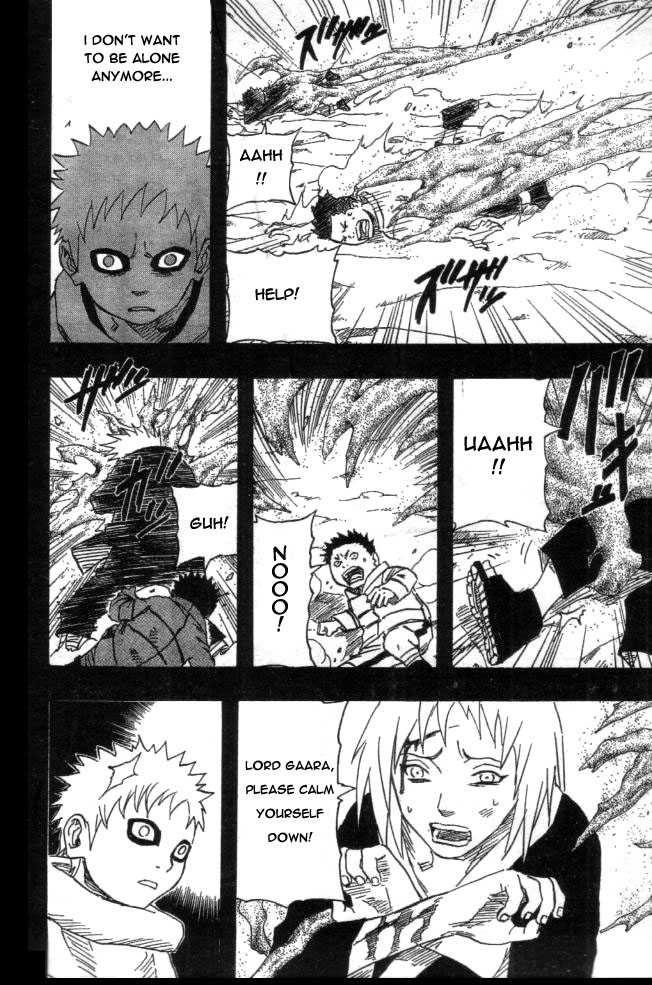 AAHH
!!
HELP!
I DON'T WANT
TO BE ALONE
ANYMORE...
UAAHH
!!
NOOO!
GUH!
LORD GAARA,
PLEASE CALM
YOURSELF
DOWN!